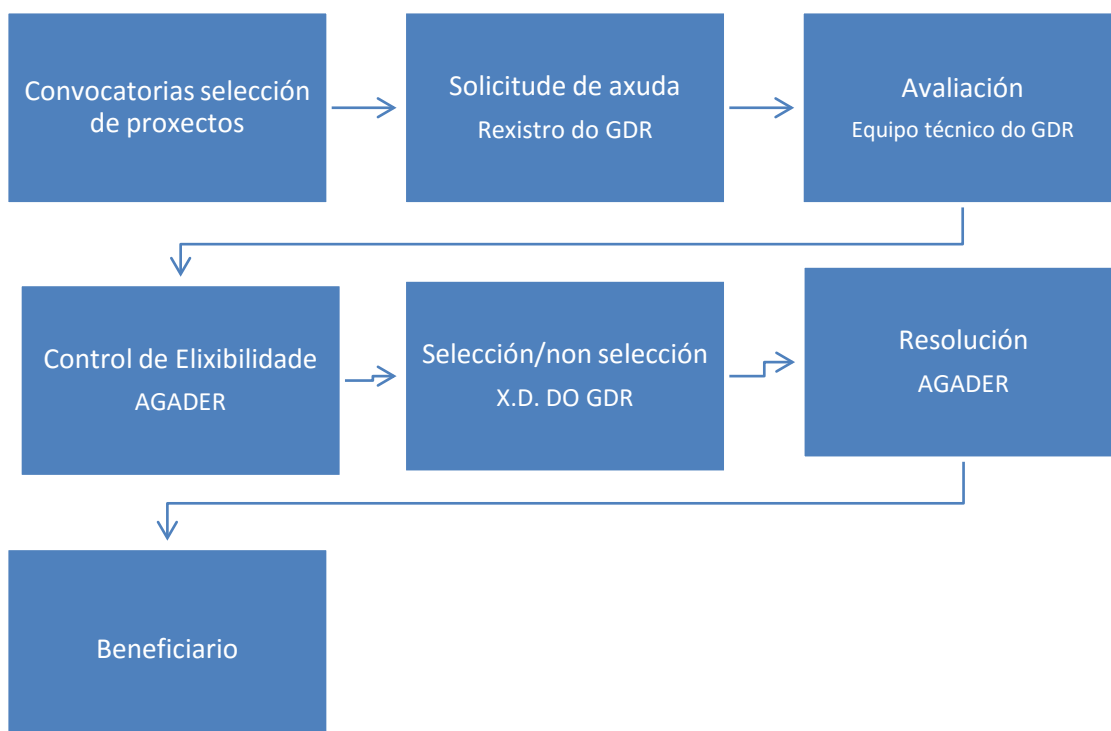 Convocatorias selección
de proxectos
Solicitude de axuda
Rexistro do GDR
Avaliación
Equipo técnico do GDR
Control de Elixibilidade
AGADER
Selección/non selección
X.D. DO GDR
Resolución
AGADER
Beneficiario